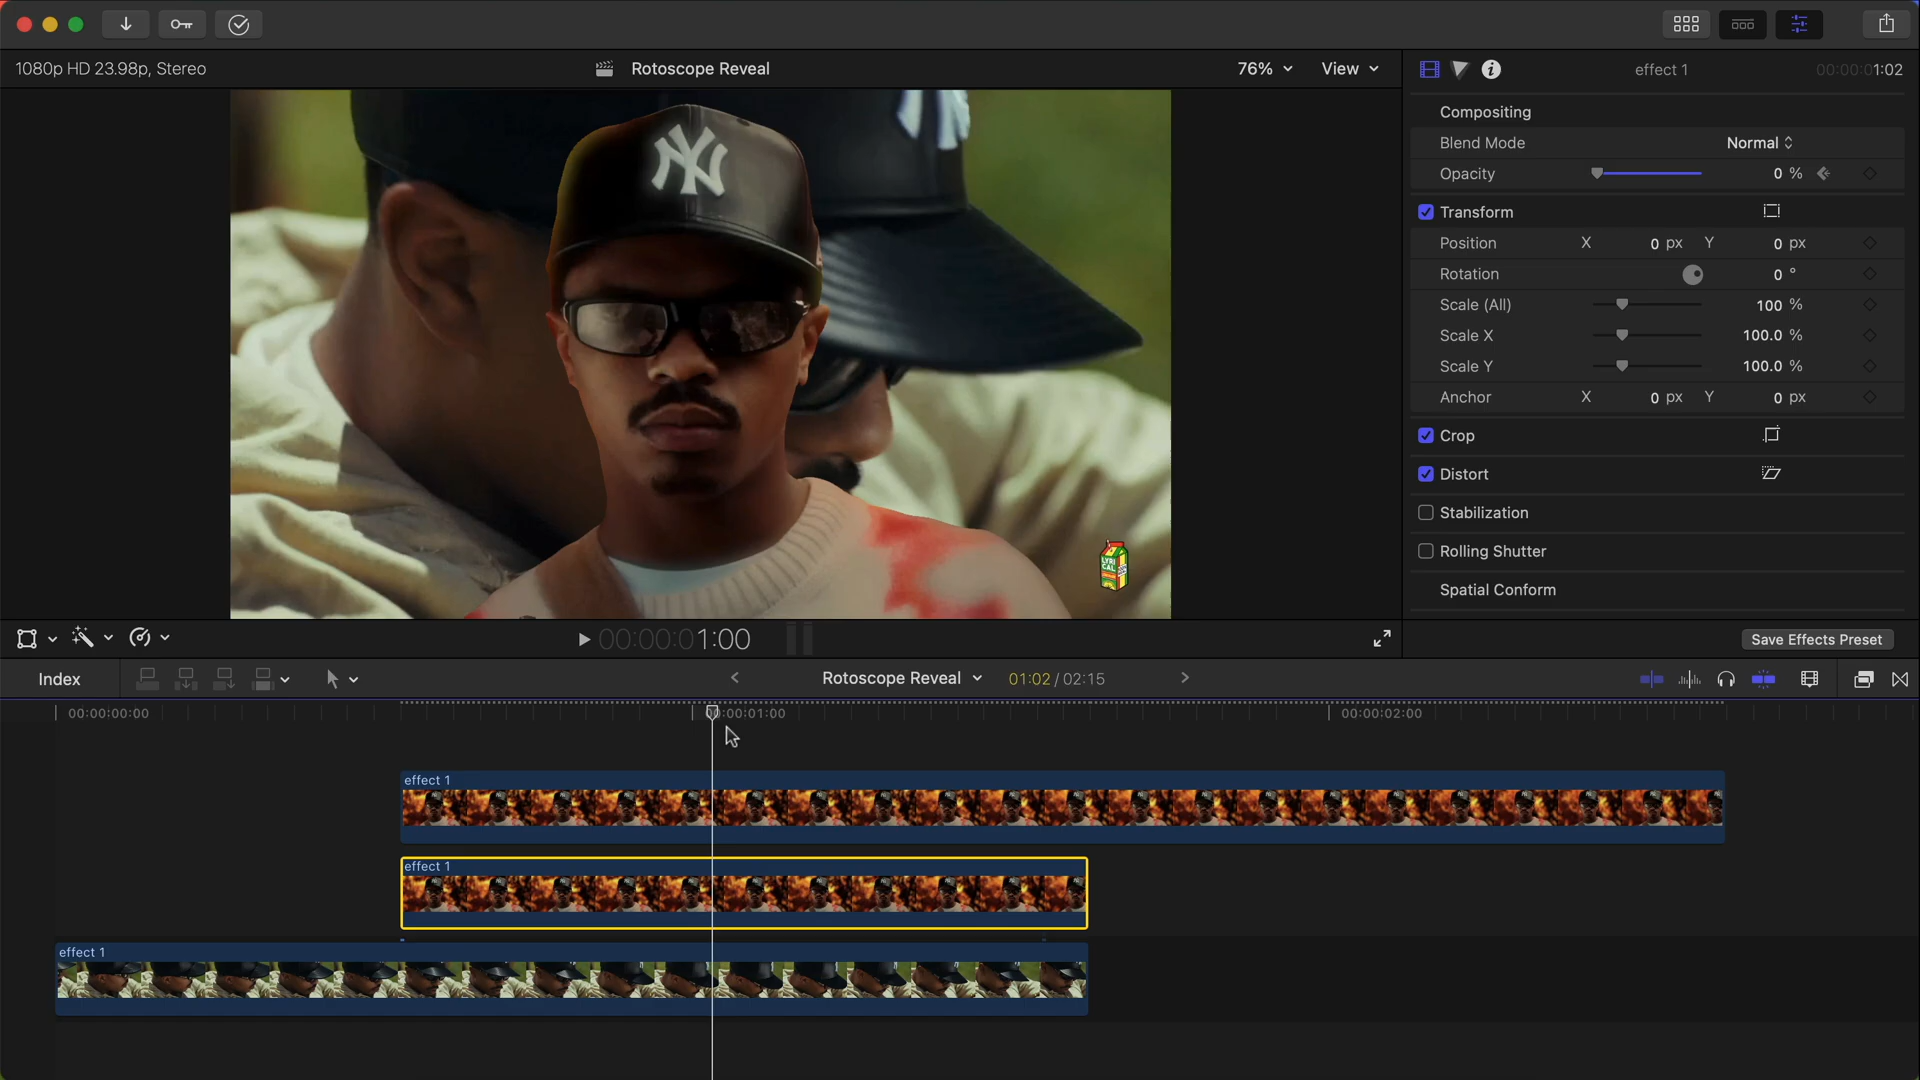 1080p HD 23.98p, Stereo
Rotoscope Reveal
76%
View
effect 1
00:00:01:02
Compositing
Blend Mode
Normal
Opacity
0 %
Transform
Position X 0 px Y 0 px
Rotation 0 °
Scale (All) 100 %
Scale X 100.0 %
Scale Y 100.0 %
Anchor X 0 px Y 0 px
Crop
Distort
Stabilization
Rolling Shutter
Spatial Conform
NY
LYRI
CAL
00:00:01:00
Save Effects Preset
Index
Rotoscope Reveal
01:02 / 02:15
00:00:00:00
00:00:01:00
00:00:02:00
effect 1
effect 1
effect 1